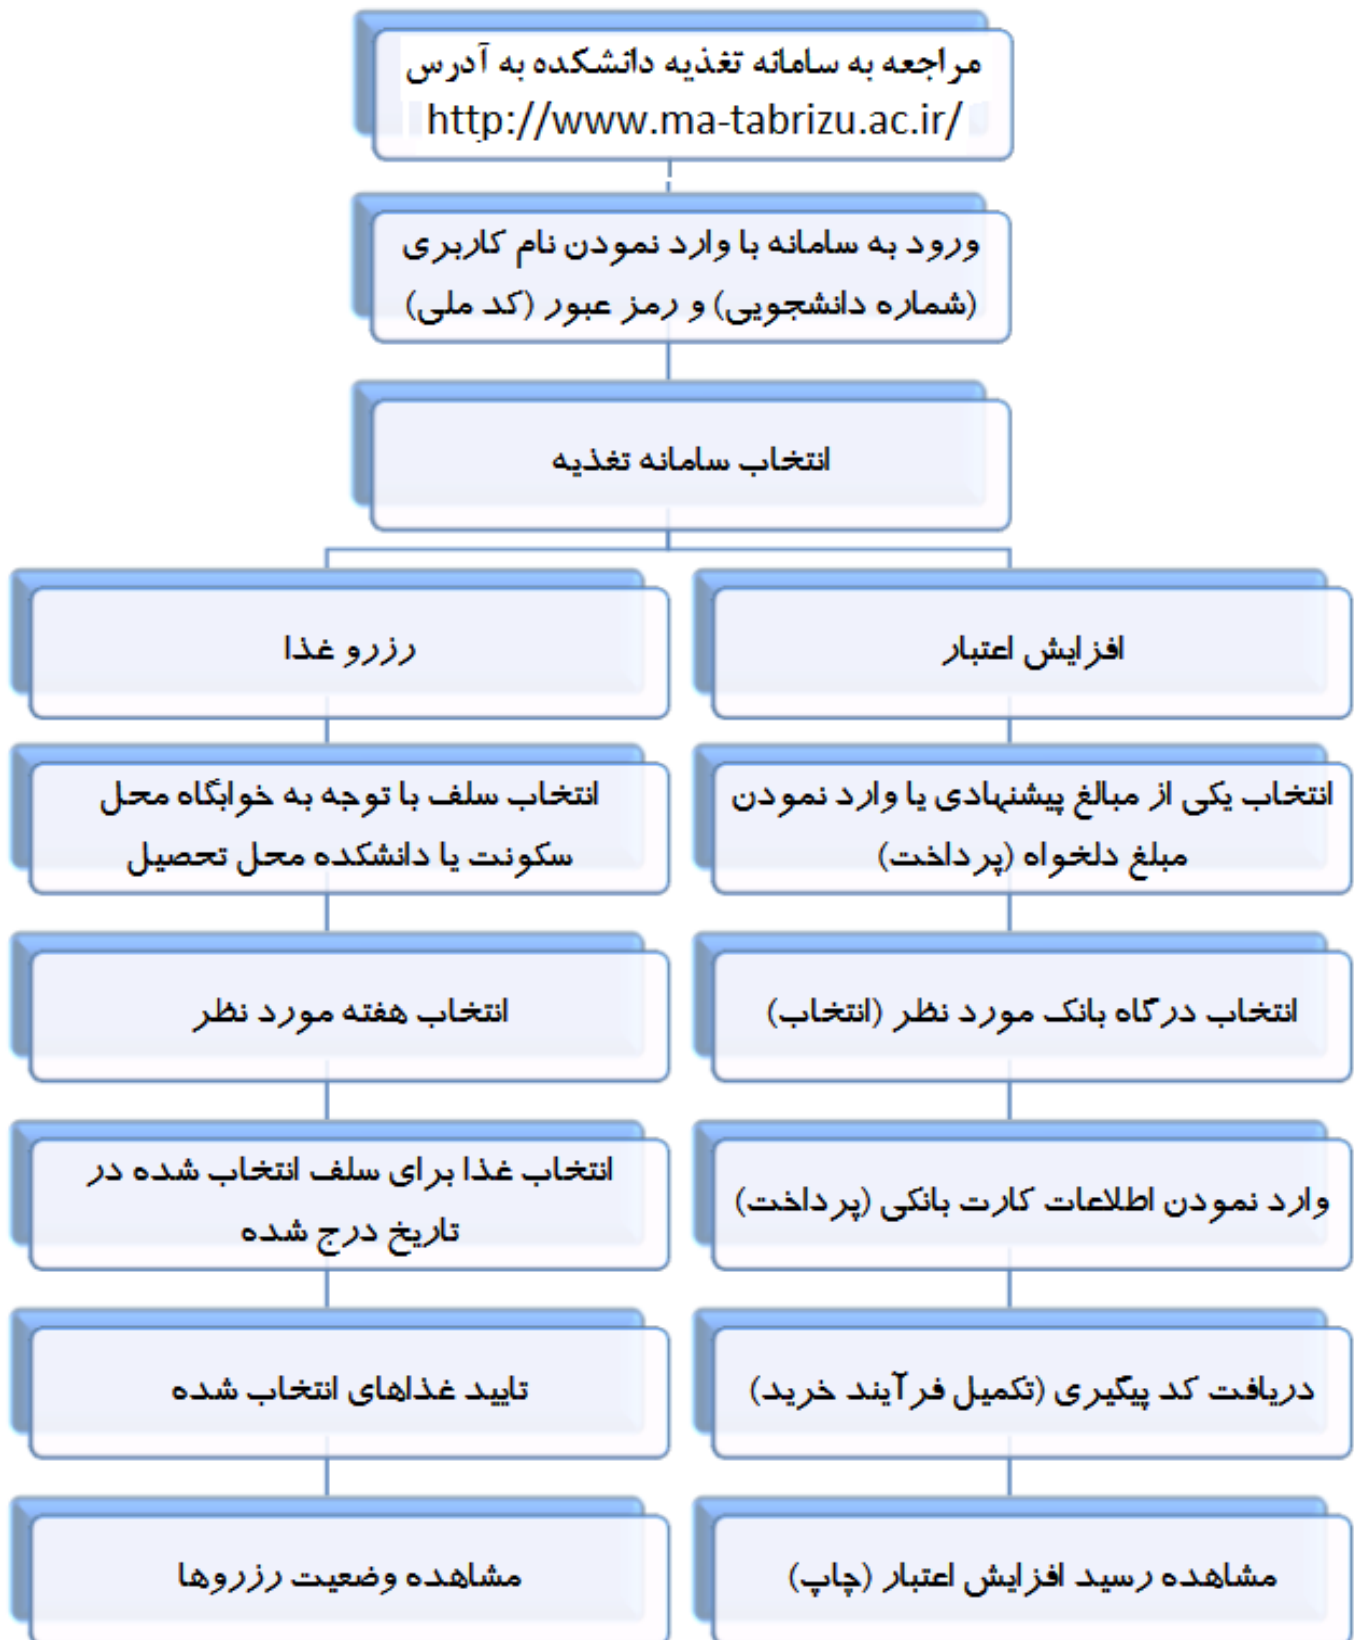 مراجعه به سامانه تغذیه دانشکده به آدرس
http://www.ma-tabrizu.ac.ir/
ورود به سامانه با وارد نمودن نام کاربری
(شماره دانشجویی) و رمز عبور (کد ملی)
انتخاب سامانه تغذیه
افزایش اعتبار
انتخاب یکی از مبالغ پیشنهادی یا وارد نمودن
مبلغ دلخواه (پرداخت)
انتخاب درگاه بانک مورد نظر (انتخاب)
وارد نمودن اطلاعات کارت بانکی (پرداخت)
دریافت کد پیگیری (تکمیل فرآیند خرید)
مشاهده رسید افزایش اعتبار (چاپ)
رزرو غذا
انتخاب سلف با توجه به خوابگاه محل
سکونت یا دانشکده محل تحصیل
انتخاب هفته مورد نظر
انتخاب غذا برای سلف انتخاب شده در
تاریخ درج شده
تایید غذاهای انتخاب شده
مشاهده وضعیت رزروها